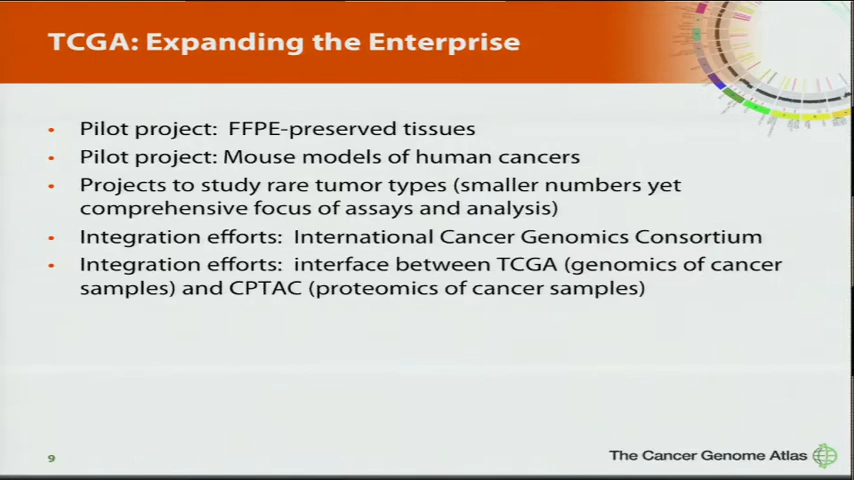 TCGA: Expanding the Enterprise
• Pilot project: FFPE-preserved tissues
• Pilot project: Mouse models of human cancers
• Projects to study rare tumor types (smaller numbers yet
comprehensive focus of assays and analysis)
• Integration efforts: International Cancer Genomics Consortium
• Integration efforts: interface between TCGA (genomics of cancer
samples) and CPTAC (proteomics of cancer samples)
9
The Cancer Genome Atlas